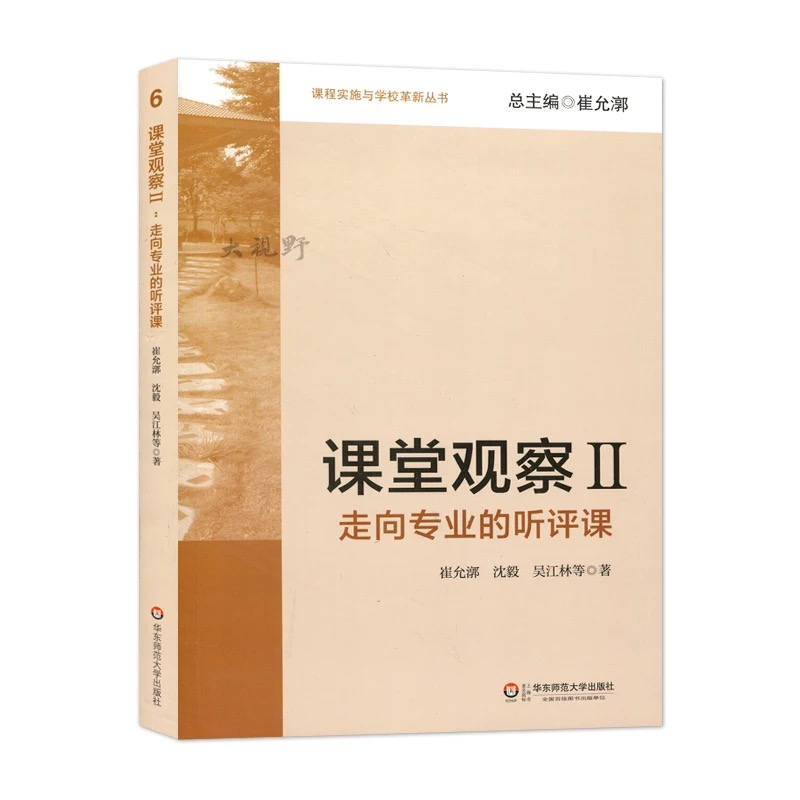 6
课堂观察Ⅱ：走向专业的听评课
崔允漷 沈毅 吴江林等◎著
华东师范大学出版社
课程实施与学校革新丛书
总主编◎崔允漷
大视野
课堂观察Ⅱ
走向专业的听评课
崔允漷 沈毅 吴江林等◎著
华东师范大学出版社
全国百佳图书出版单位